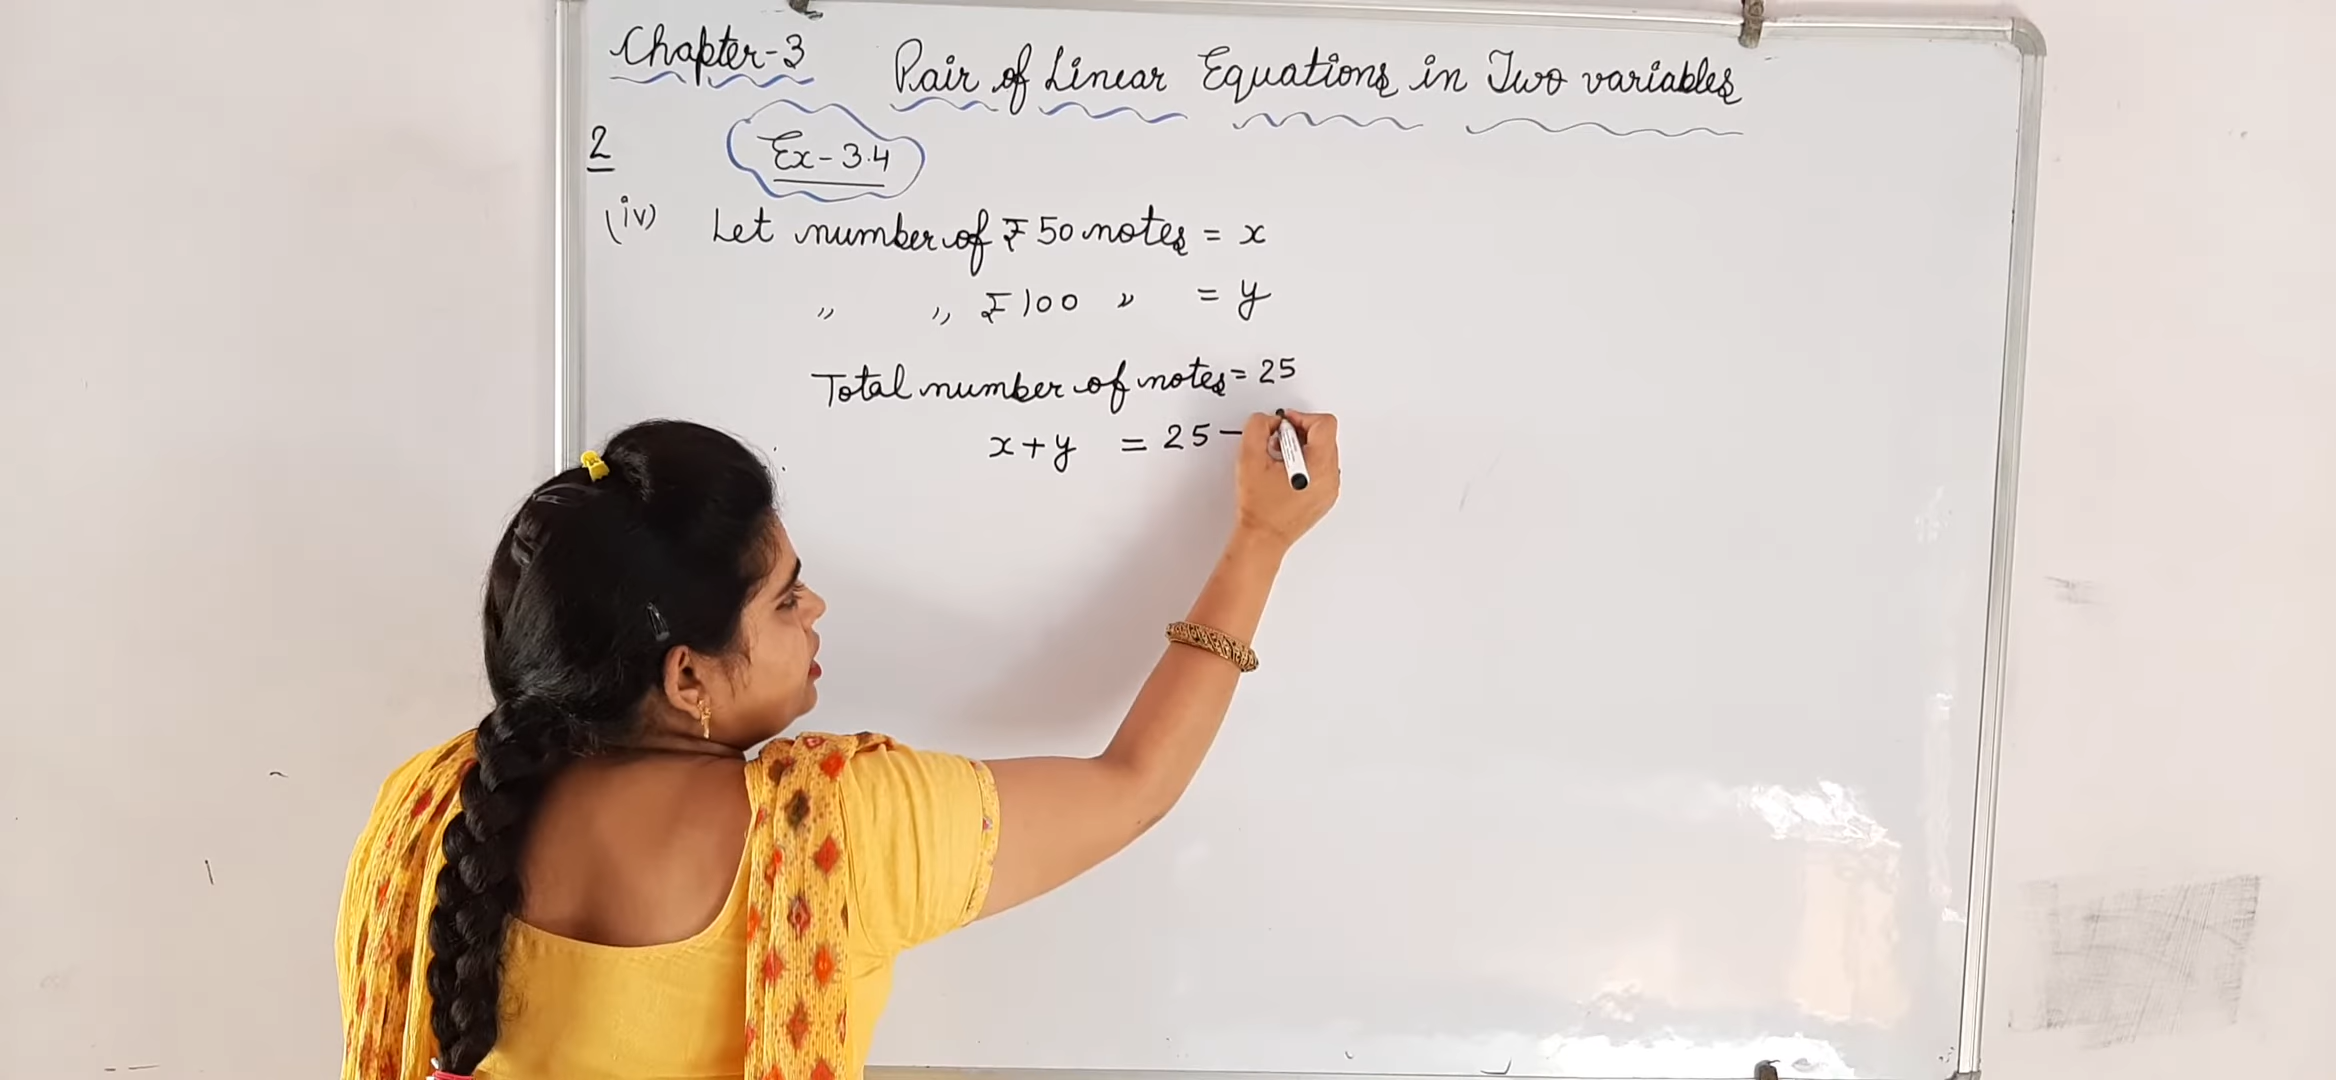 Chapter-3 Pair of Linear Equations in Two variables
2 Ex-3.4
(iv) Let number of ₹50 notes = x
,, ,, ₹100 ,, = y
Total number of notes = 25
x+y = 25 —